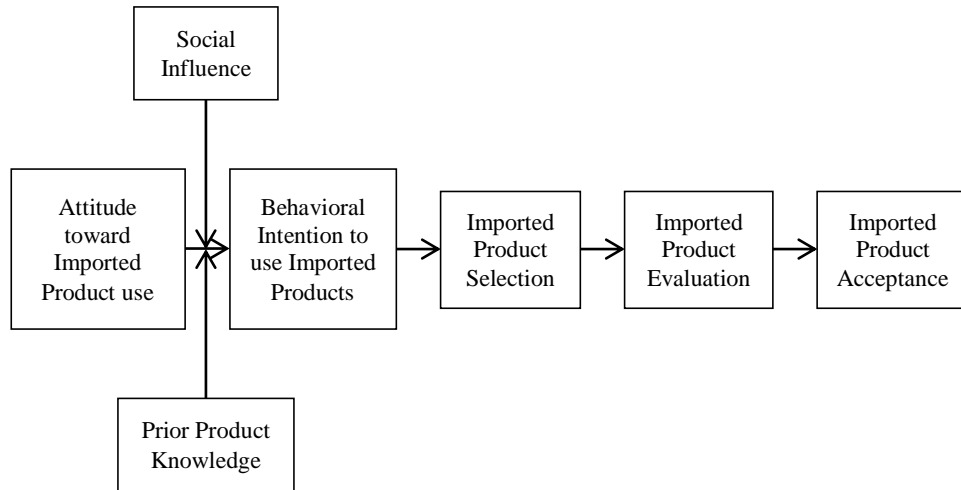 Social
Influence
Attitude
toward
Imported
Product use
Behavioral
Intention to
use Imported
Products
Imported
Product
Selection
Imported
Product
Evaluation
Imported
Product
Acceptance
Prior Product
Knowledge